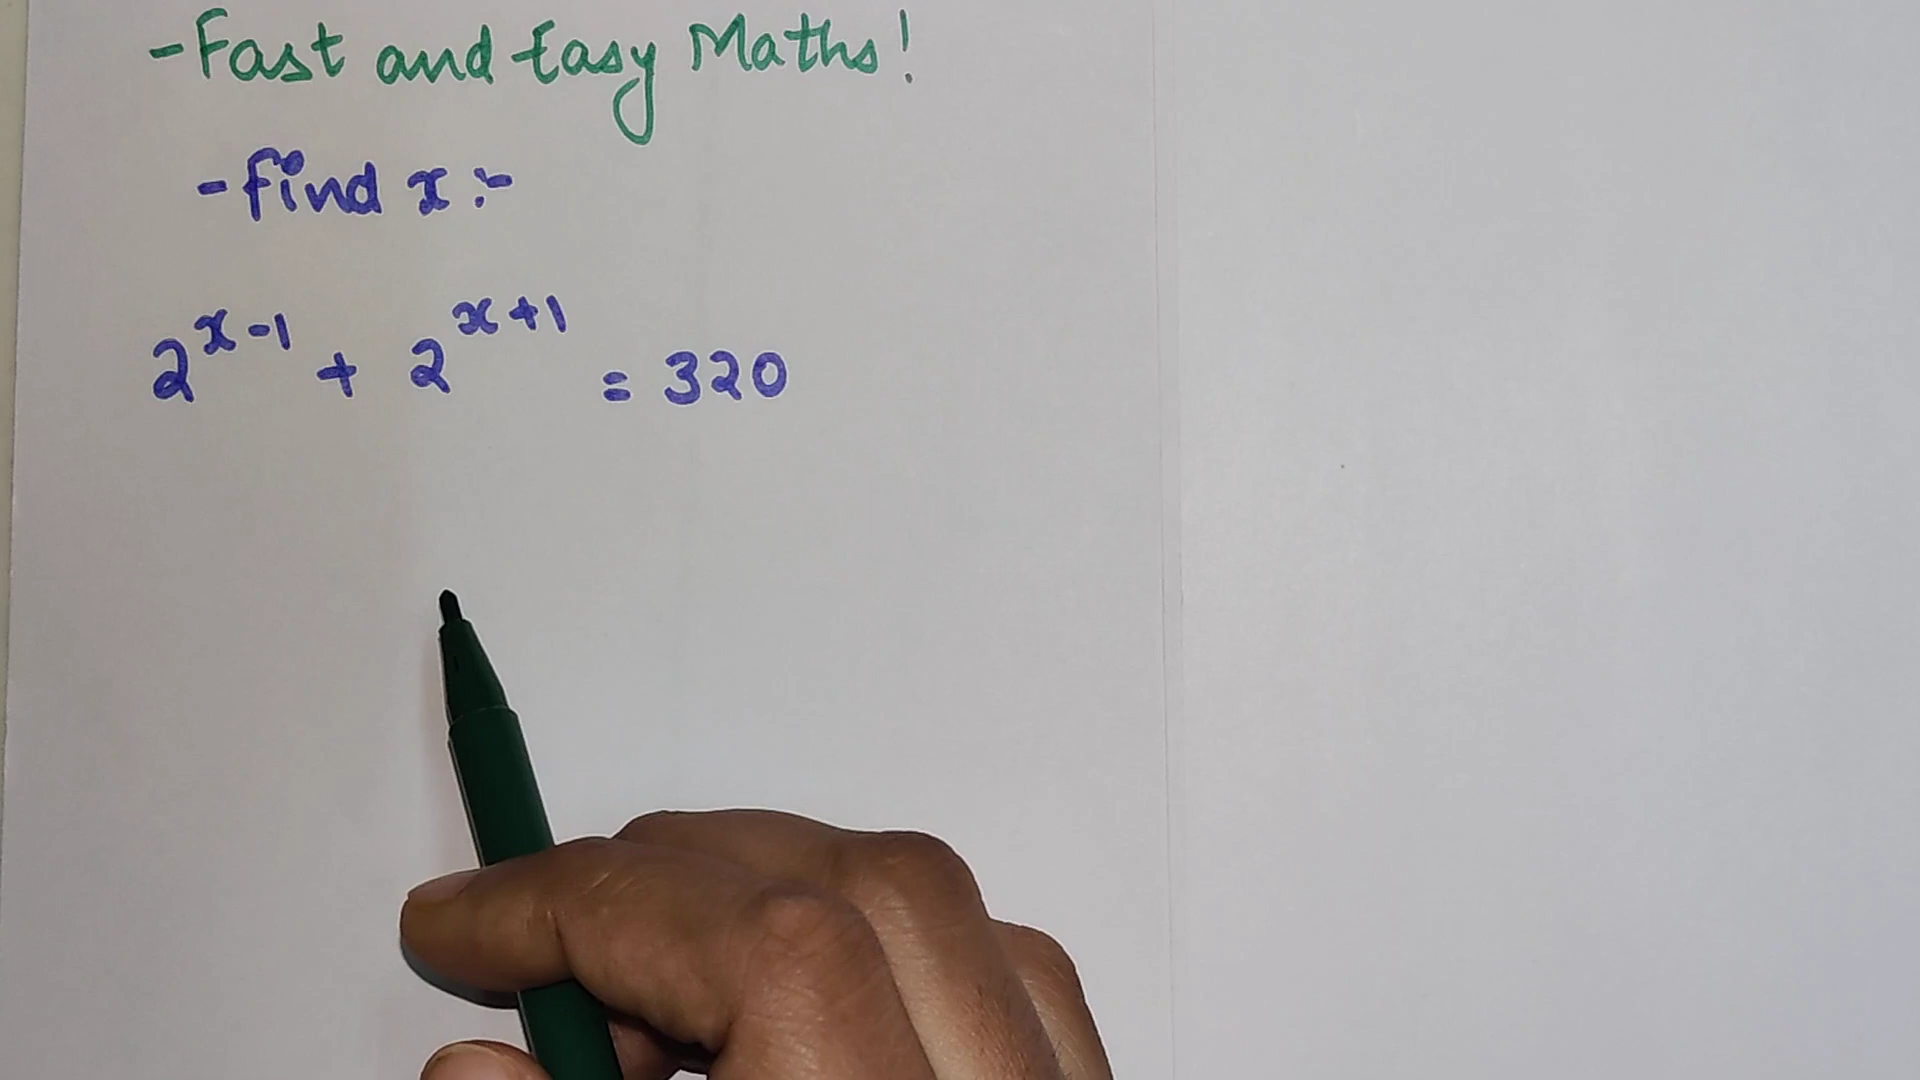 -Fast and Easy Maths!
-find x:-
2^{x-1} + 2^{x+1} = 320